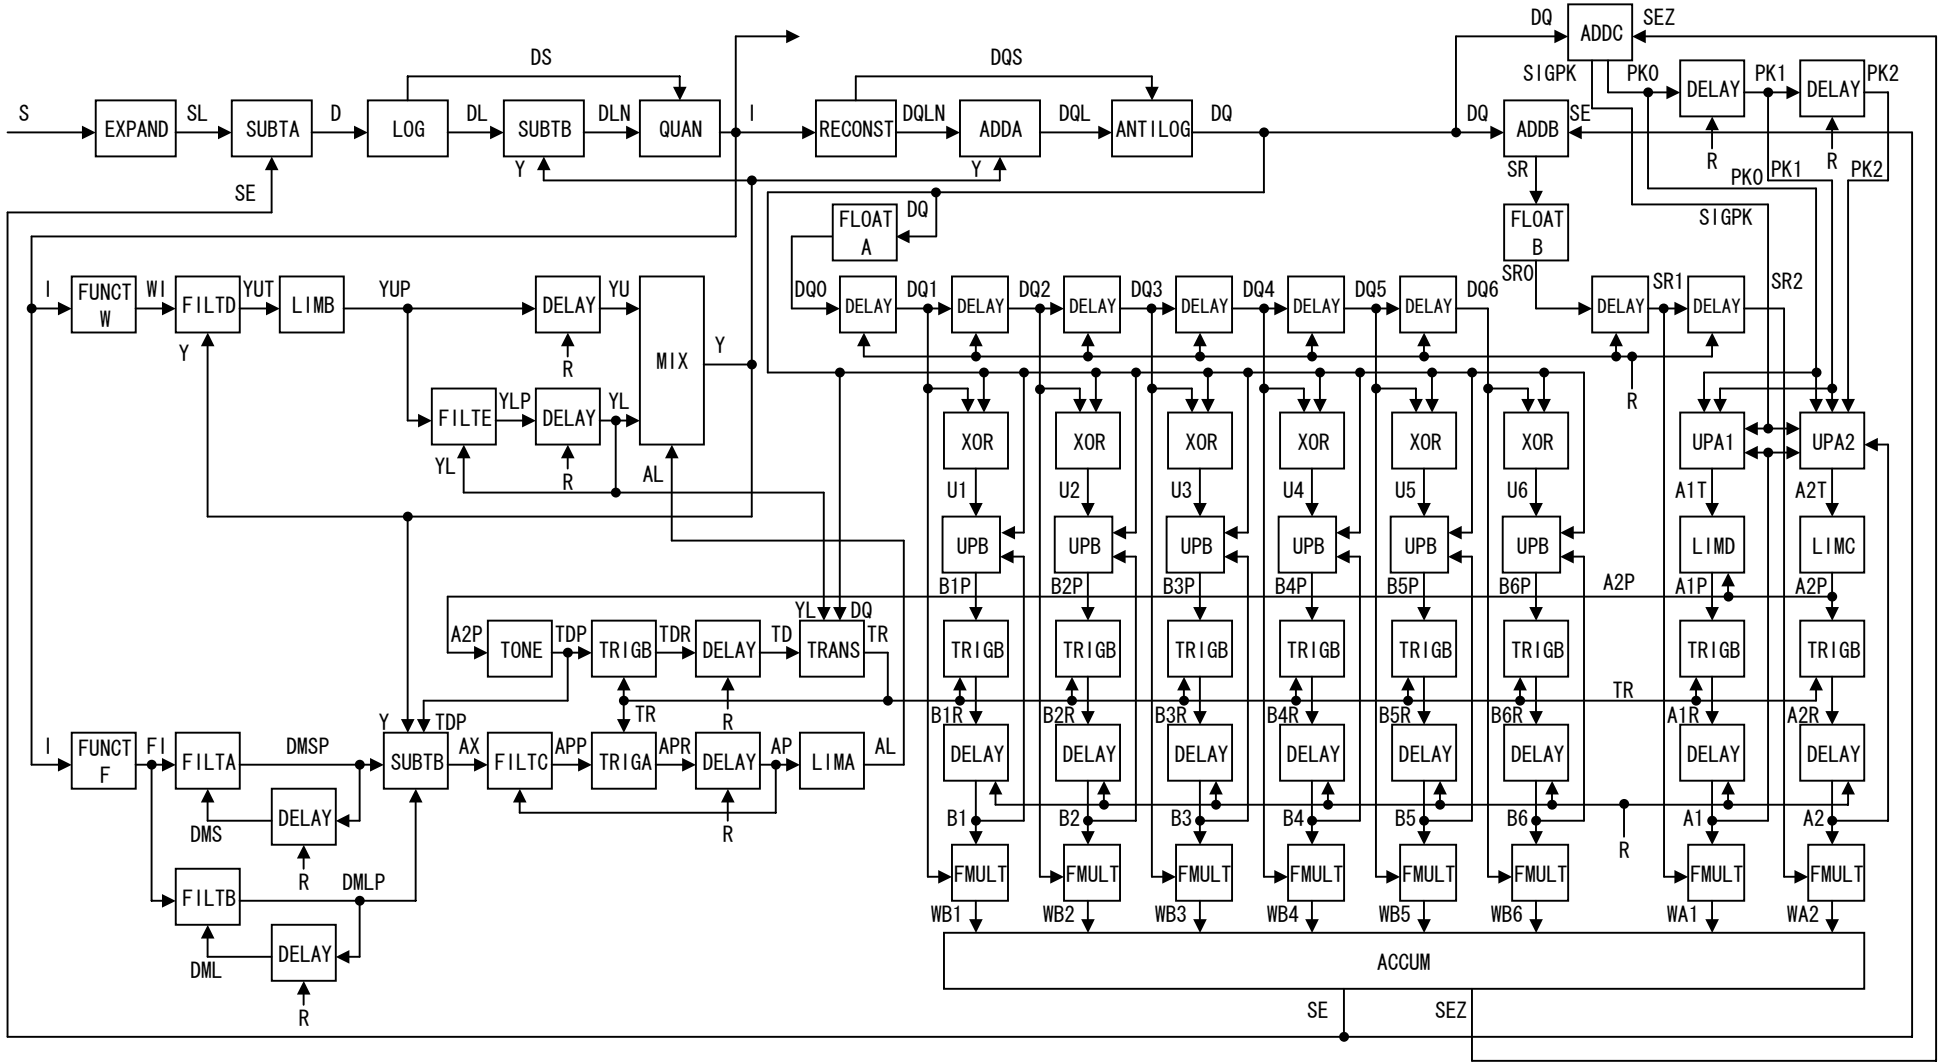 DQ
SEZ
ADDC
DS
DQS
SIGPK
PK0
PK1
PK2
DELAY
DELAY
S
EXPAND
SL
SUBTA
D
LOG
DL
SUBTB
DLN
QUAN
I
RECONST
DQLN
ADDA
DQL
ANTILOG
DQ
DQ
ADDB
SE
Y
Y
SR
R
R
PK0
PK1
PK2
SE
FLOAT
A
DQ
FLOAT
B
SIGPK
SR0
I
FUNCT
W
WI
FILTD
YUT
LIMB
YUP
DELAY
YU
MIX
Y
DQ0
DELAY
DQ1
DELAY
DQ2
DELAY
DQ3
DELAY
DQ4
DELAY
DQ5
DELAY
DQ6
DELAY
SR1
DELAY
SR2
Y
R
R
FILTE
YLP
DELAY
YL
YL
R
AL
XOR
XOR
XOR
XOR
XOR
XOR
UPA1
UPA2
U1
U2
U3
U4
U5
U6
A1T
A2T
UPB
UPB
UPB
UPB
UPB
UPB
LIMD
LIMC
B1P
B2P
B3P
B4P
B5P
B6P
A2P
A1P
A2P
YL
DQ
A2P
TONE
TDP
TRIGB
TDR
DELAY
TD
TRANS
TR
TRIGB
TRIGB
TRIGB
TRIGB
TRIGB
TRIGB
TRIGB
TRIGB
TR
Y
TDP
TR
R
B1R
B2R
B3R
B4R
B5R
B6R
A1R
A2R
I
FUNCT
F
FI
FILTA
DMSP
SUBTB
AX
FILTC
APP
TRIGA
APR
DELAY
AP
LIMA
AL
DELAY
DELAY
DELAY
DELAY
DELAY
DELAY
DELAY
DELAY
DMS
DELAY
R
R
B1
B2
B3
B4
B5
B6
R
A1
A2
FILTB
DMLP
FMULT
FMULT
FMULT
FMULT
FMULT
FMULT
FMULT
FMULT
WB1
WB2
WB3
WB4
WB5
WB6
WA1
WA2
DML
DELAY
R
ACCUM
SE
SEZ